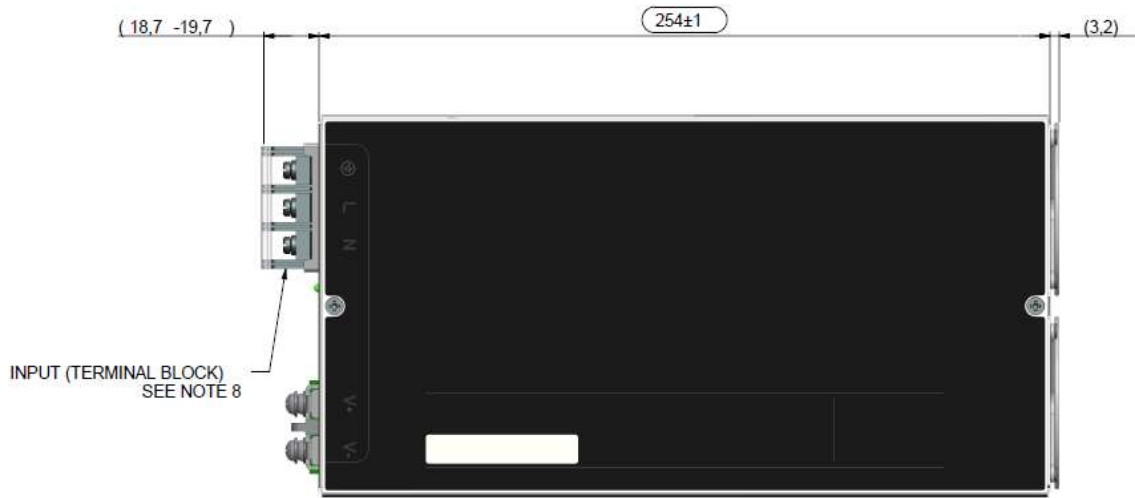 ( 18,7 -19,7 )
254±1
(3,2)
L
N
INPUT (TERMINAL BLOCK)
SEE NOTE 8
V+
V-